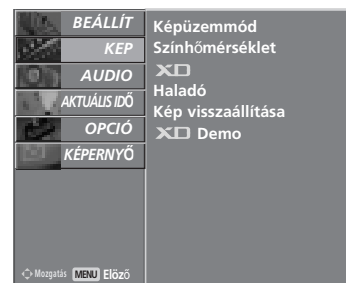 BEÁLLÍT
KEP
AUDIO
AKTUÁLIS IDŐ
OPCIÓ
KÉPERNYŐ
Mozgatás MENU Előző
Képüzemmód
Színhőmérséklet
XD
Haladó
Kép visszaállítása
XD Demo